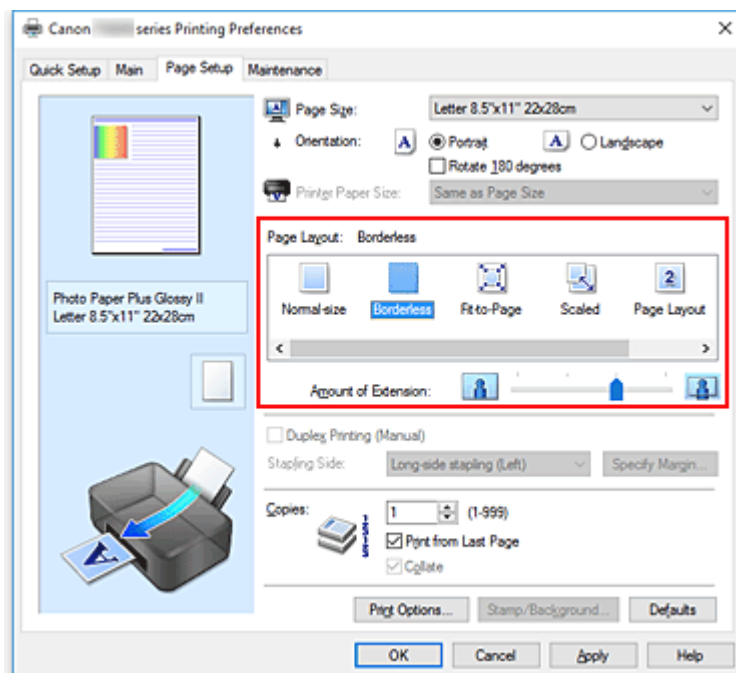 Canon series Printing Preferences
Quick Setup Main Page Setup Maintenance
Page Size: Letter 8.5"x11" 22x28cm
Orientation: A Portrait A Landscape
Rotate 180 degrees
Printer Paper Size: Same as Page Size
Page Layout: Borderless
2
Normal-size Borderless Fit-to-Page Scaled Page Layout
Photo Paper Plus Glossy II
Letter 8.5"x11" 22x28cm
Amount of Extension:
Duplex Printing (Manual)
Stapling Side: Long-side stapling (Left) Specify Margin...
Copies: 1 (1-999)
Print from Last Page
Collate
A
Print Options... Stamp/Background... Defaults
OK Cancel Apply Help